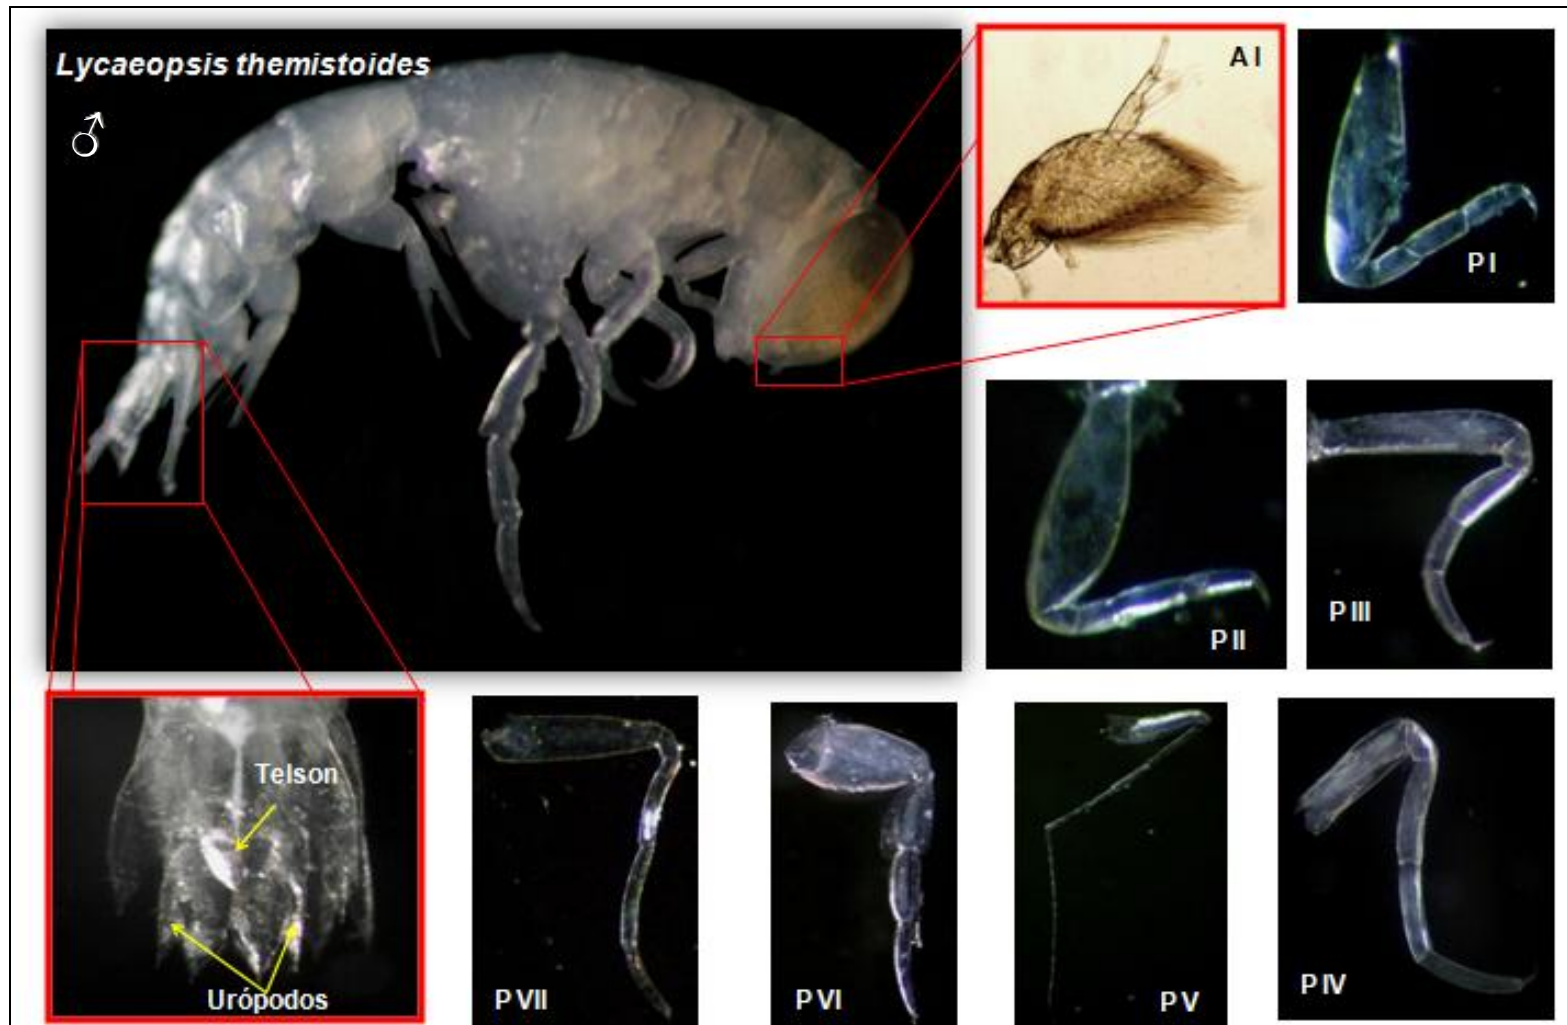 Lycaeopsis themistoides
♂
A I
P I
P II
P III
Telson
Urópodos
P VII
P VI
P V
P IV